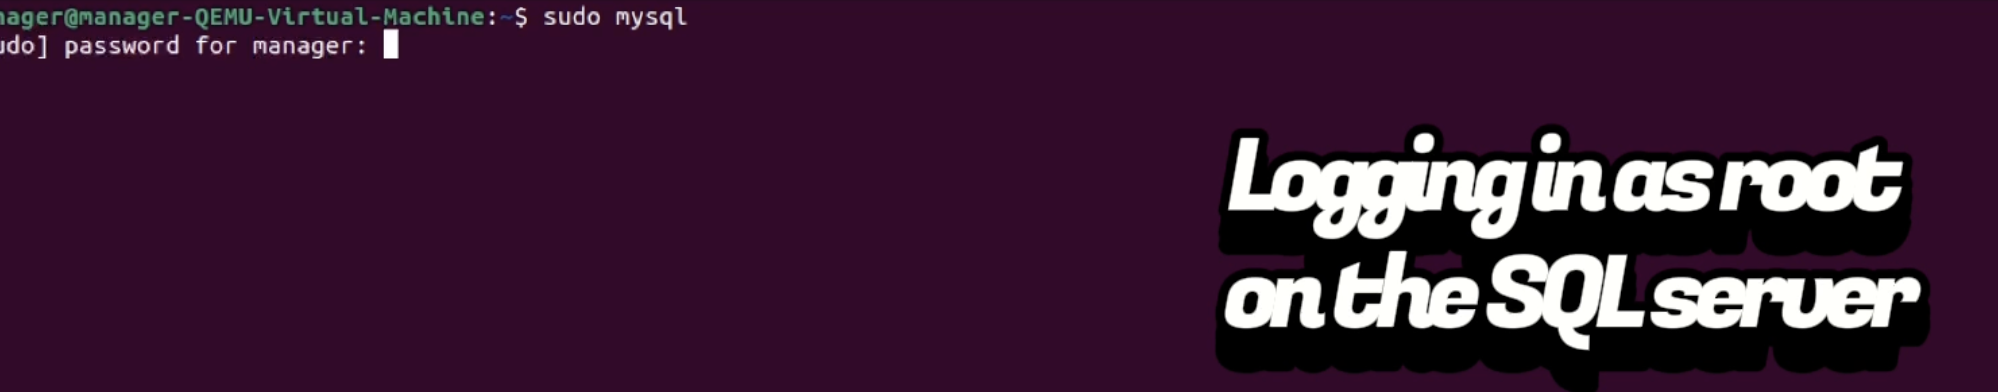 nager@manager-QEMU-Virtual-Machine:~$ sudo mysql
udo] password for manager:
Logging in as root
on the SQL server